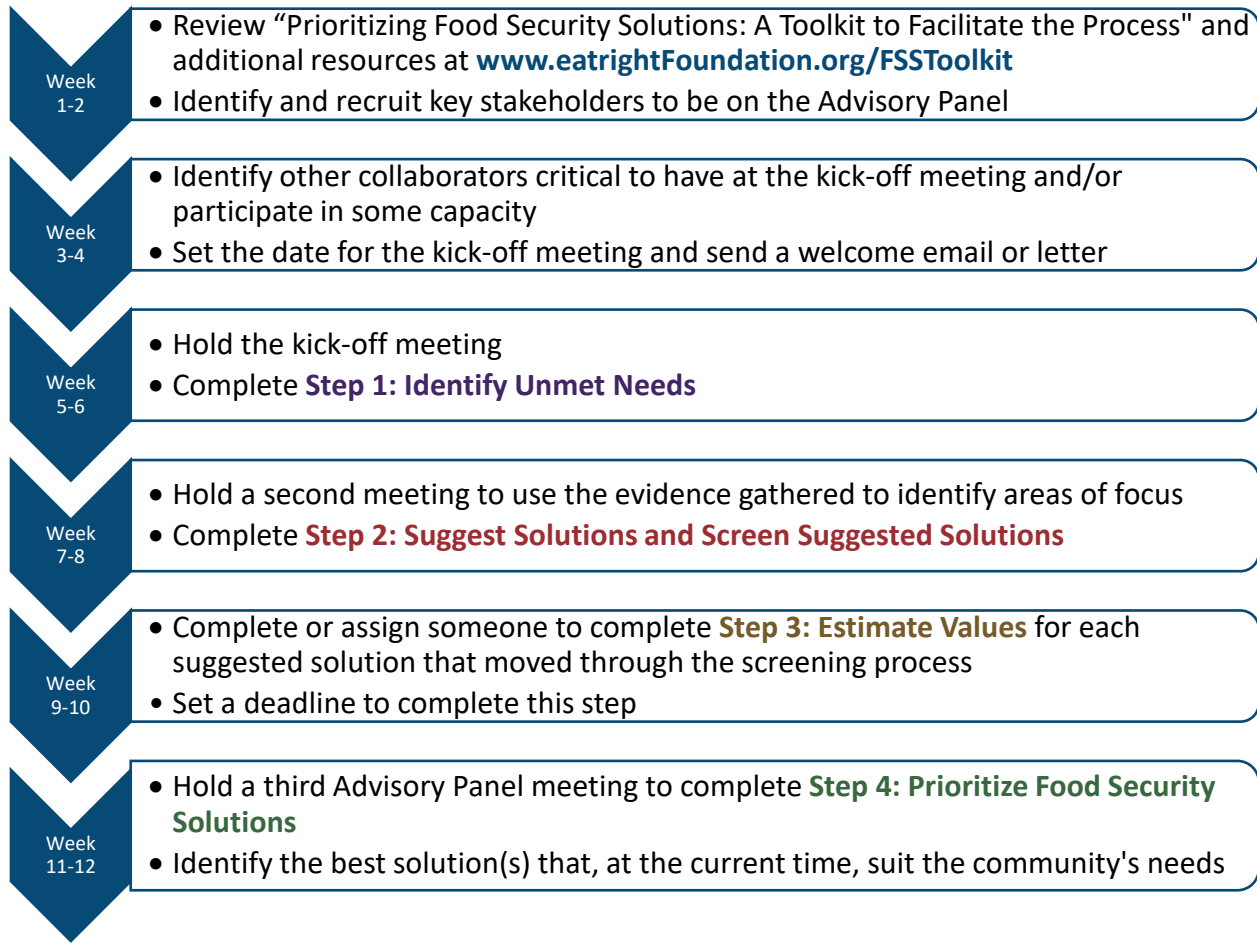 Week
1-2
• Review “Prioritizing Food Security Solutions: A Toolkit to Facilitate the Process" and
additional resources at www.eatrightFoundation.org/FSSToolkit
• Identify and recruit key stakeholders to be on the Advisory Panel
Week
3-4
• Identify other collaborators critical to have at the kick-off meeting and/or
participate in some capacity
• Set the date for the kick-off meeting and send a welcome email or letter
Week
5-6
• Hold the kick-off meeting
• Complete Step 1: Identify Unmet Needs
Week
7-8
• Hold a second meeting to use the evidence gathered to identify areas of focus
• Complete Step 2: Suggest Solutions and Screen Suggested Solutions
Week
9-10
• Complete or assign someone to complete Step 3: Estimate Values for each
suggested solution that moved through the screening process
• Set a deadline to complete this step
Week
11-12
• Hold a third Advisory Panel meeting to complete Step 4: Prioritize Food Security
Solutions
• Identify the best solution(s) that, at the current time, suit the community's needs